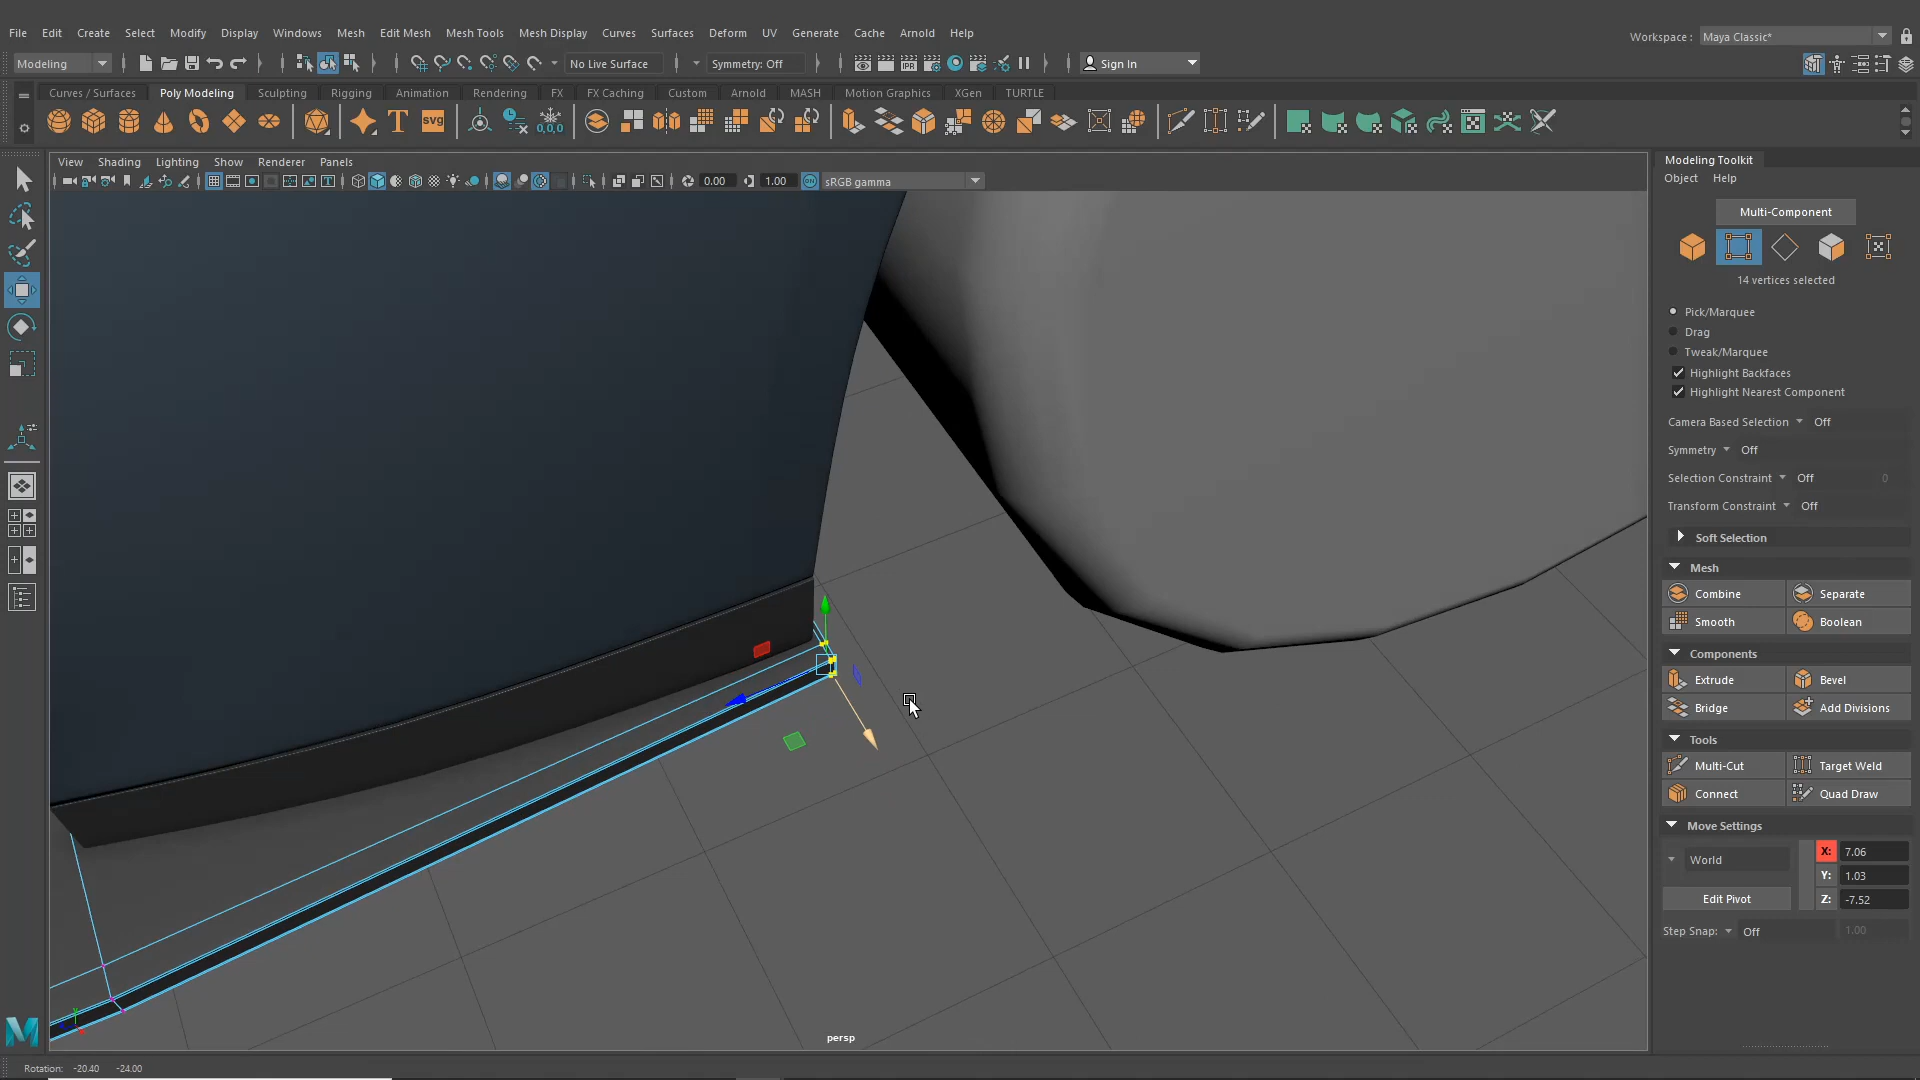 File Edit Create Select Modify Display Windows Mesh Edit Mesh Mesh Tools Mesh Display Curves Surfaces Deform UV Generate Cache Arnold Help
Workspace : Maya Classic*
Modeling No Live Surface Symmetry: Off IPR Sign In
Curves / Surfaces Poly Modeling Sculpting Rigging Animation Rendering FX FX Caching Custom Arnold MASH Motion Graphics XGen TURTLE
T svg 0,0,0
View Shading Lighting Show Renderer Panels
0.00 1.00 ON sRGB gamma
Modeling Toolkit
Object Help
Multi-Component
14 vertices selected
Pick/Marquee
Drag
Tweak/Marquee
Highlight Backfaces
Highlight Nearest Component
Camera Based Selection Off
Symmetry Off
Selection Constraint Off 0
Transform Constraint Off
Soft Selection
Mesh
Combine Separate
Smooth Boolean
Components
Extrude Bevel
Bridge Add Divisions
Tools
Multi-Cut Target Weld
Connect Quad Draw
Move Settings
World X: 7.06
Y: 1.03
Edit Pivot Z: -7.52
Step Snap: Off 1.00
persp
M
Rotation: -20.40 -24.00